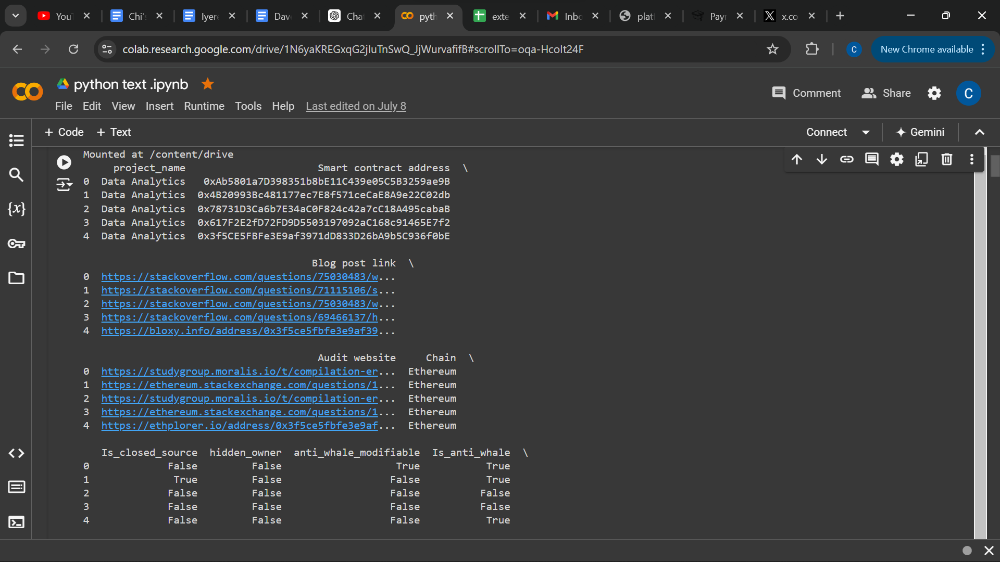 YouT
Chi's
Iyere
Dave
Chat
pyth
exte
Inbo
platf
Payn
x.co
colab.research.google.com/drive/1N6yaKREGxqG2jIuTnSwQ_JjWurvafifB#scrollTo=oqa-HcoIt24F
C
New Chrome available
python text .ipynb
Comment
Share
C
File Edit View Insert Runtime Tools Help Last edited on July 8
+ Code + Text
Connect
Gemini
Mounted at /content/drive
project_name Smart contract address \
0 Data Analytics 0xAb5801a7D398351b8bE11C439e05C5B3259ae9B
1 Data Analytics 0x4B20993Bc481177ec7E8f571ceCaE8A9e22C02db
2 Data Analytics 0x78731D3Ca6b7E34aC0F824c42a7cC18A495cabaB
3 Data Analytics 0x617F2E2fD72FD9D5503197092aC168c91465E7f2
4 Data Analytics 0x3f5CE5FBFe3E9af3971dD833D26bA9b5C936f0bE
Blog post link \
0 https://stackoverflow.com/questions/75030483/w...
1 https://stackoverflow.com/questions/71115106/s...
2 https://stackoverflow.com/questions/75030483/w...
3 https://stackoverflow.com/questions/69466137/h...
4 https://bloxy.info/address/0x3f5ce5fbfe3e9af39...
Audit website Chain \
0 https://studygroup.moralis.io/t/compilation-er... Ethereum
1 https://ethereum.stackexchange.com/questions/1... Ethereum
2 https://studygroup.moralis.io/t/compilation-er... Ethereum
3 https://ethereum.stackexchange.com/questions/1... Ethereum
4 https://ethplorer.io/address/0x3f5ce5fbfe3e9af... Ethereum
Is_closed_source hidden_owner anti_whale_modifiable Is_anti_whale \
0 False False True True
1 True False False True
2 False False False False
3 False False False False
4 False False False True